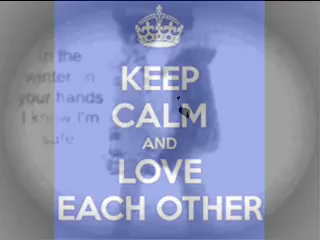 In the
winter in
your hands
I know I'm
safe
KEEP
CALM
AND
LOVE
EACH OTHER